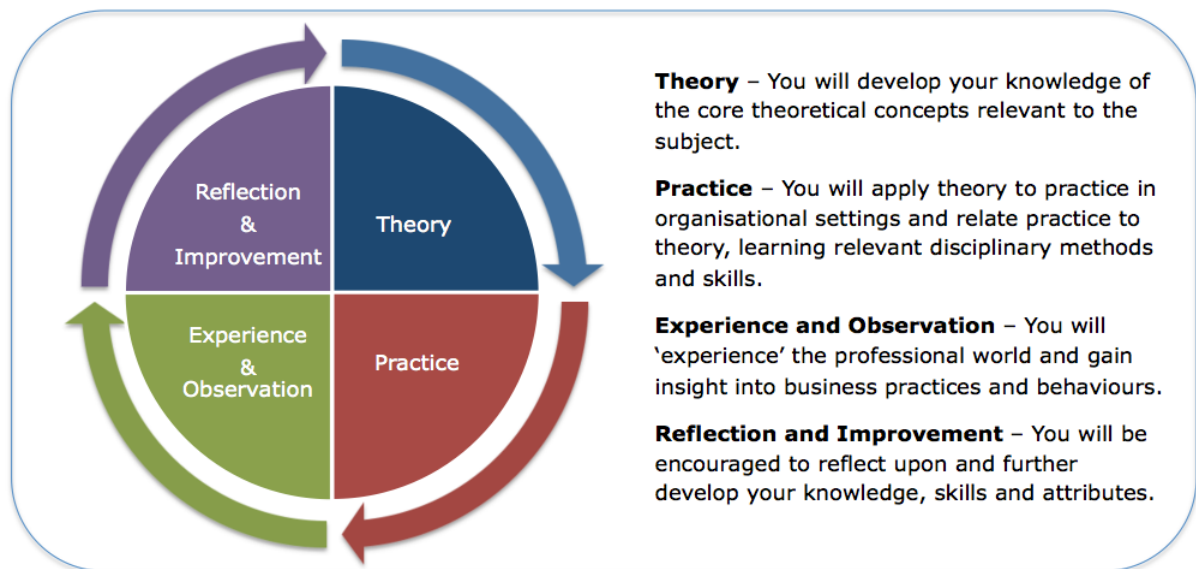 Reflection
&
Improvement
Theory
Experience
&
Observation
Practice
Theory – You will develop your knowledge of
the core theoretical concepts relevant to the
subject.
Practice – You will apply theory to practice in
organisational settings and relate practice to
theory, learning relevant disciplinary methods
and skills.
Experience and Observation – You will
‘experience’ the professional world and gain
insight into business practices and behaviours.
Reflection and Improvement – You will be
encouraged to reflect upon and further
develop your knowledge, skills and attributes.